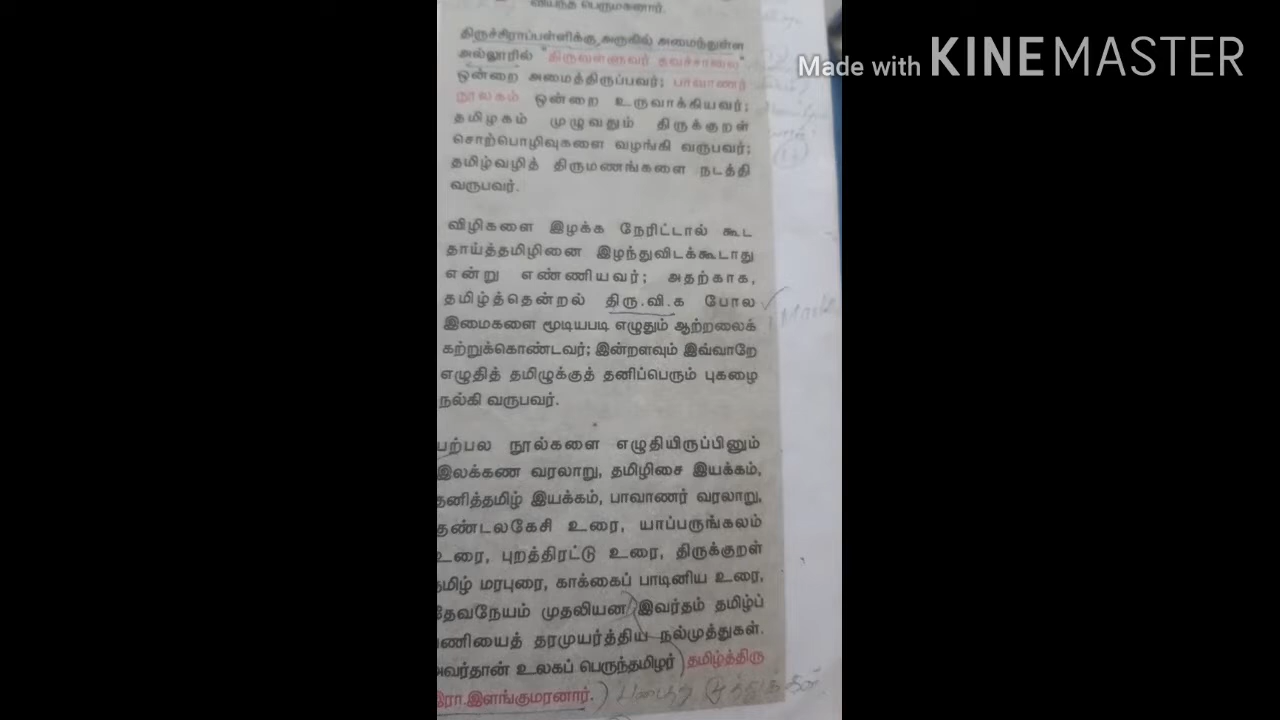 வியந்த பெருமகனார்.
Made with KINEMASTER
திருச்சிராப்பள்ளிக்கு அருகில் அமைந்துள்ள
அல்லூரில் "திருவள்ளுவர் தவச்சாலை"
ஒன்றை அமைத்திருப்பவர்; பாவாணர்
நூலகம் ஒன்றை உருவாக்கியவர்;
தமிழகம் முழுவதும் திருக்குறள்
சொற்பொழிவுகளை வழங்கி வருபவர்;
தமிழ்வழித் திருமணங்களை நடத்தி
வருபவர்.
விழிகளை இழக்க நேரிட்டால் கூட
தாய்த்தமிழினை இழந்துவிடக்கூடாது
என்று எண்ணியவர்; அதற்காக,
தமிழ்த்தென்றல் திரு.வி.க போல
இமைகளை மூடியபடி எழுதும் ஆற்றலைக்
கற்றுக்கொண்டவர்; இன்றளவும் இவ்வாறே
எழுதித் தமிழுக்குத் தனிப்பெரும் புகழை
நல்கி வருபவர்.
பற்பல நூல்களை எழுதியிருப்பினும்
இலக்கண வரலாறு, தமிழிசை இயக்கம்,
தனித்தமிழ் இயக்கம், பாவாணர் வரலாறு,
குண்டலகேசி உரை, யாப்பருங்கலம்
உரை, புறத்திரட்டு உரை, திருக்குறள்
தமிழ் மரபுரை, காக்கைப் பாடினிய உரை,
தேவநேயம் முதலியன இவர்தம் தமிழ்ப்
பணியைத் தரமுயர்த்திய நல்முத்துகள்.
அவர்தான் உலகப் பெருந்தமிழர் தமிழ்த்திரு
இரா.இளங்குமரனார்.